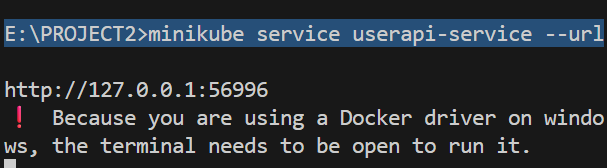 E:\PROJECT2>minikube service userapi-service --url
http://127.0.0.1:56996
❗  Because you are using a Docker driver on windo
ws, the terminal needs to be open to run it.